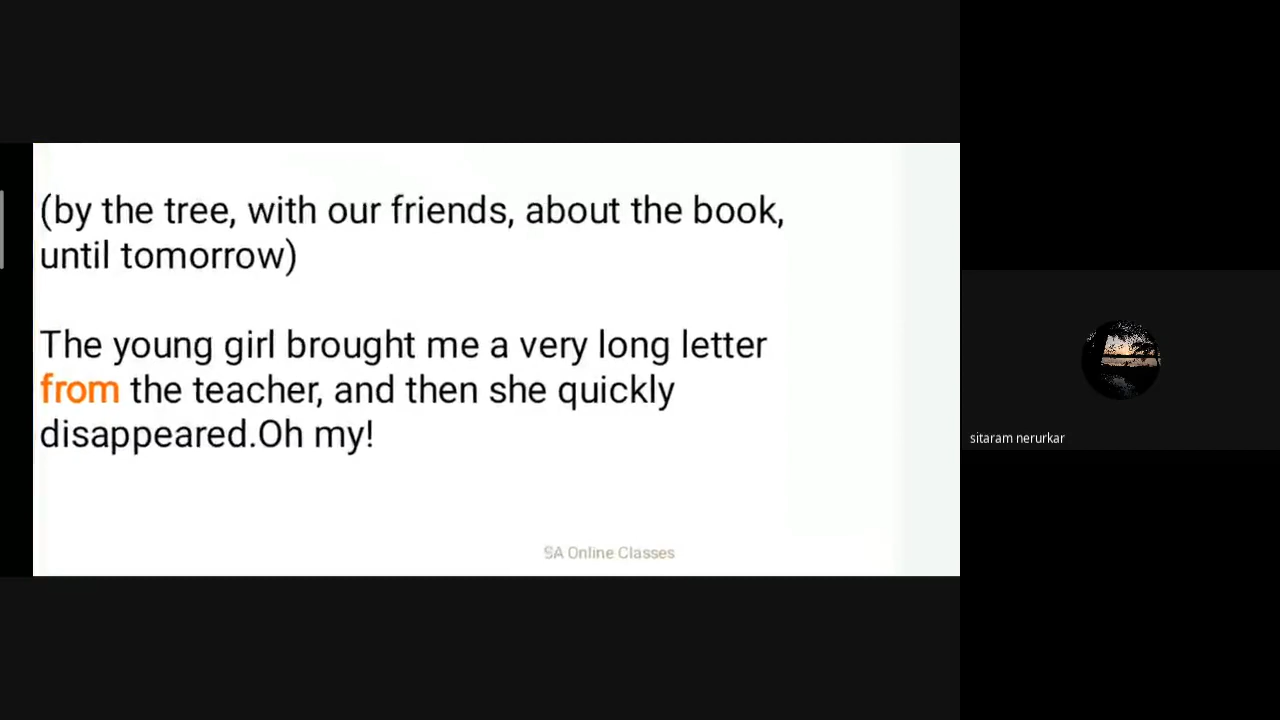 (by the tree, with our friends, about the book,
until tomorrow)
The young girl brought me a very long letter
from the teacher, and then she quickly
disappeared.Oh my!
SA Online Classes
sitaram nerurkar